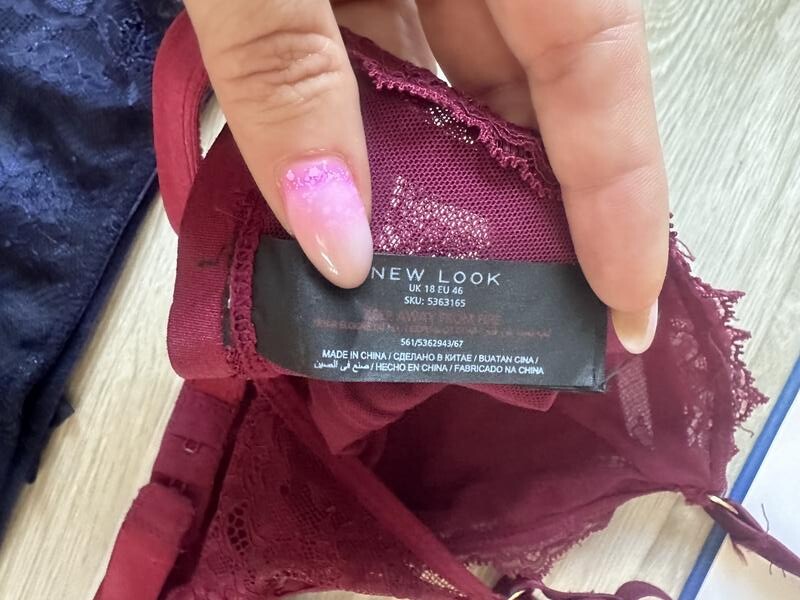 NEW LOOK
UK 18 EU 46
SKU: 5363165
KEEP AWAY FROM FIRE
561/5362943/67
MADE IN CHINA / СДЕЛАНО В КИТАЕ / BUATAN CINA /
صنع في الصين / HECHO EN CHINA / FABRICADO NA CHINA